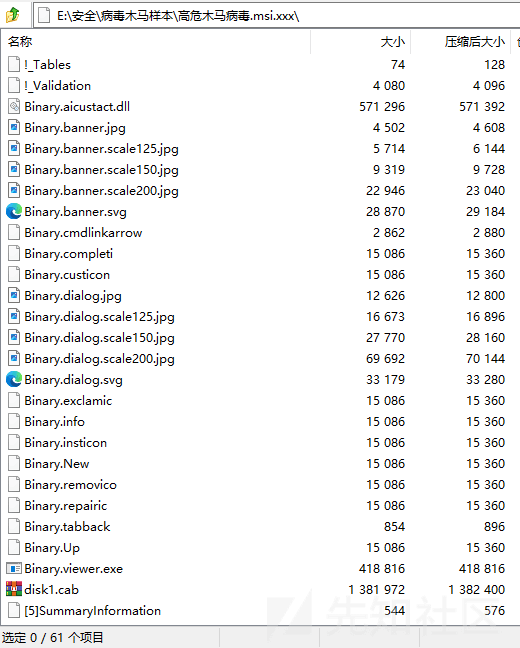 E:\安全\病毒木马样本\高危木马病毒.msi.xxx\
名称 大小 压缩后大小
!_Tables 74 128
!_Validation 4 080 4 096
Binary.aicustact.dll 571 296 571 392
Binary.banner.jpg 4 502 4 608
Binary.banner.scale125.jpg 5 714 6 144
Binary.banner.scale150.jpg 9 319 9 728
Binary.banner.scale200.jpg 22 946 23 040
Binary.banner.svg 28 870 29 184
Binary.cmdlinkarrow 2 862 2 880
Binary.completi 15 086 15 360
Binary.custicon 15 086 15 360
Binary.dialog.jpg 12 626 12 800
Binary.dialog.scale125.jpg 16 673 16 896
Binary.dialog.scale150.jpg 27 770 28 160
Binary.dialog.scale200.jpg 69 692 70 144
Binary.dialog.svg 33 179 33 280
Binary.exclamic 15 086 15 360
Binary.info 15 086 15 360
Binary.insticon 15 086 15 360
Binary.New 15 086 15 360
Binary.removico 15 086 15 360
Binary.repairic 15 086 15 360
Binary.tabback 854 896
Binary.Up 15 086 15 360
Binary.viewer.exe 418 816 418 816
disk1.cab 1 381 972 1 382 400
[5]SummaryInformation 544 576
先知社区
选定 0 / 61 个项目